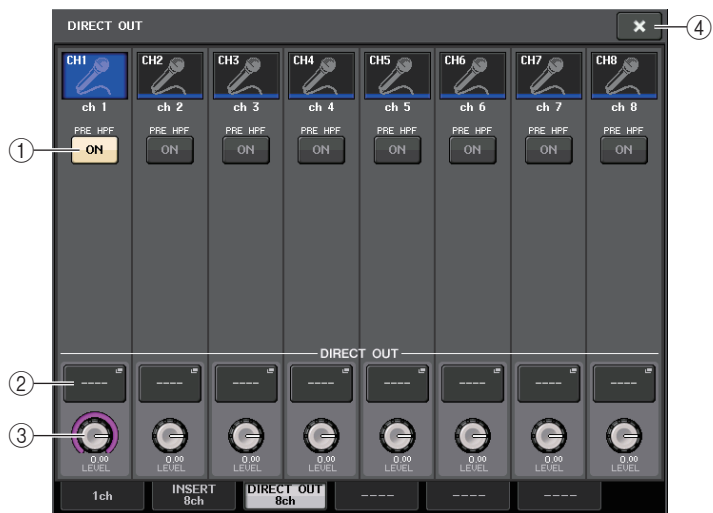 DIRECT OUT
④
CH1 CH2 CH3 CH4 CH5 CH6 CH7 CH8
ch 1 ch 2 ch 3 ch 4 ch 5 ch 6 ch 7 ch 8
PRE HPF PRE HPF PRE HPF PRE HPF PRE HPF PRE HPF PRE HPF PRE HPF
① ON ON ON ON ON ON ON ON
DIRECT OUT
② ---- ---- ---- ---- ---- ---- ---- ----
③
0.00 0.00 0.00 0.00 0.00 0.00 0.00 0.00
LEVEL LEVEL LEVEL LEVEL LEVEL LEVEL LEVEL LEVEL
1ch INSERT 8ch DIRECT OUT 8ch ---- ---- ----